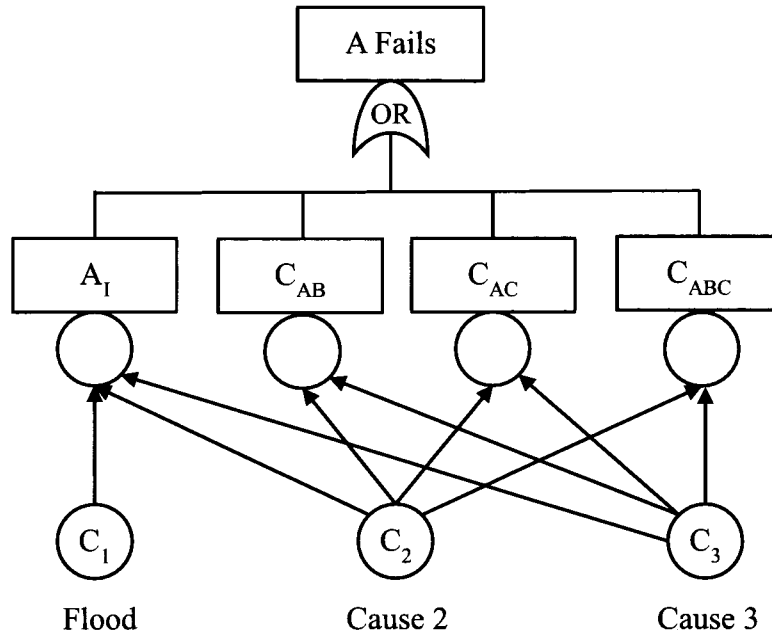 A Fails
OR
A_I
C_AB
C_AC
C_ABC
C_1
C_2
C_3
Flood
Cause 2
Cause 3